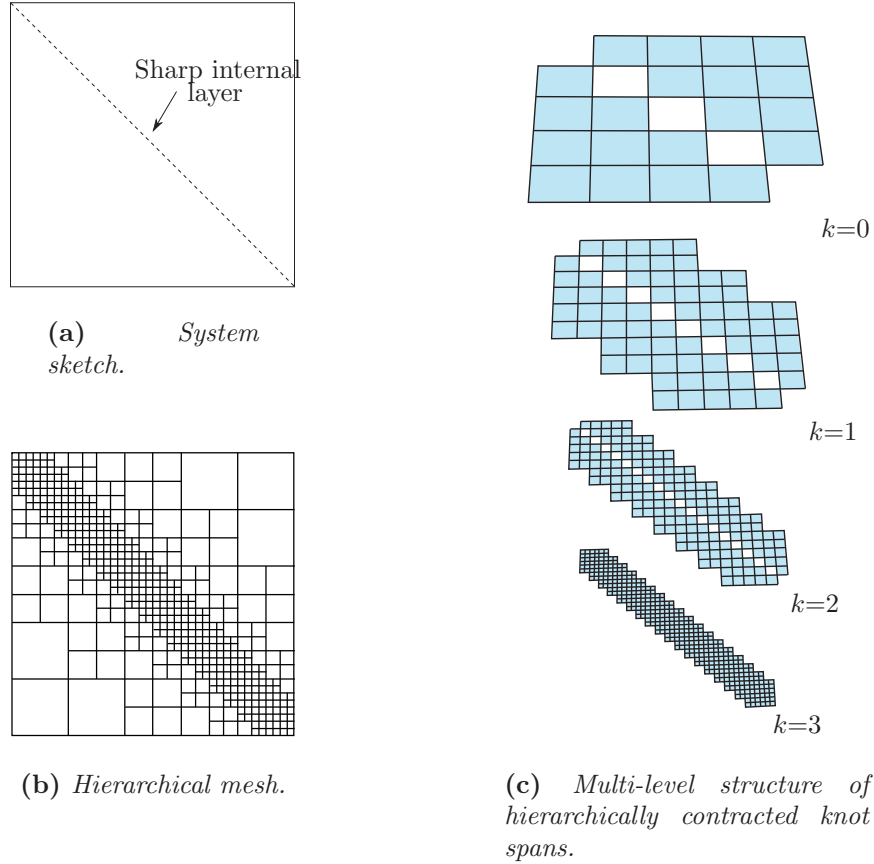 Sharp internal
layer
(a) System
sketch.
(b) Hierarchical mesh.
k=0
k=1
k=2
k=3
(c) Multi-level structure of
hierarchically contracted knot
spans.